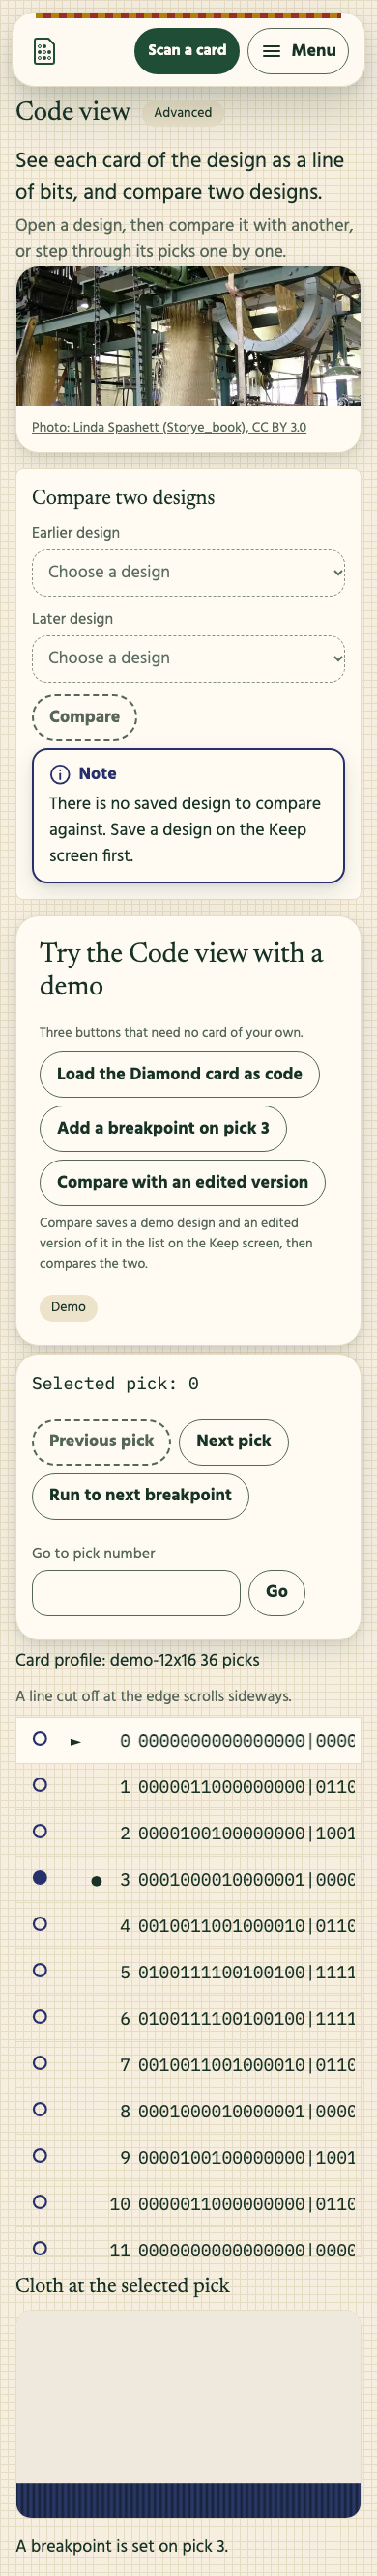 Scan a card
Menu
Code view
Advanced
See each card of the design as a line
of bits, and compare two designs.
Open a design, then compare it with another,
or step through its picks one by one.
Photo: Linda Spashett (Storye_book), CC BY 3.0
Compare two designs
Earlier design
Choose a design
Later design
Choose a design
Compare
Note
There is no saved design to compare
against. Save a design on the Keep
screen first.
Try the Code view with a
demo
Three buttons that need no card of your own.
Load the Diamond card as code
Add a breakpoint on pick 3
Compare with an edited version
Compare saves a demo design and an edited
version of it in the list on the Keep screen, then
compares the two.
Demo
Selected pick: 0
Previous pick
Next pick
Run to next breakpoint
Go to pick number
Go
Card profile: demo-12x16 36 picks
A line cut off at the edge scrolls sideways.
► 0 0000000000000000|0000
1 0000011000000000|0110
2 0000100100000000|1001
● 3 0001000010000001|0000
4 0010011001000010|0110
5 0100111100100100|1111
6 0100111100100100|1111
7 0010011001000010|0110
8 0001000010000001|0000
9 0000100100000000|1001
10 0000011000000000|0110
11 0000000000000000|0000
Cloth at the selected pick
A breakpoint is set on pick 3.